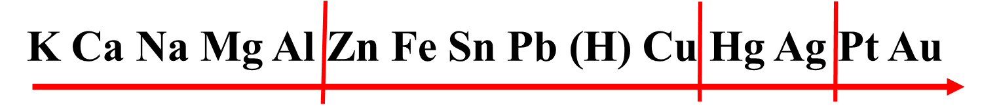 K Ca Na Mg Al Zn Fe Sn Pb (H) Cu Hg Ag Pt Au